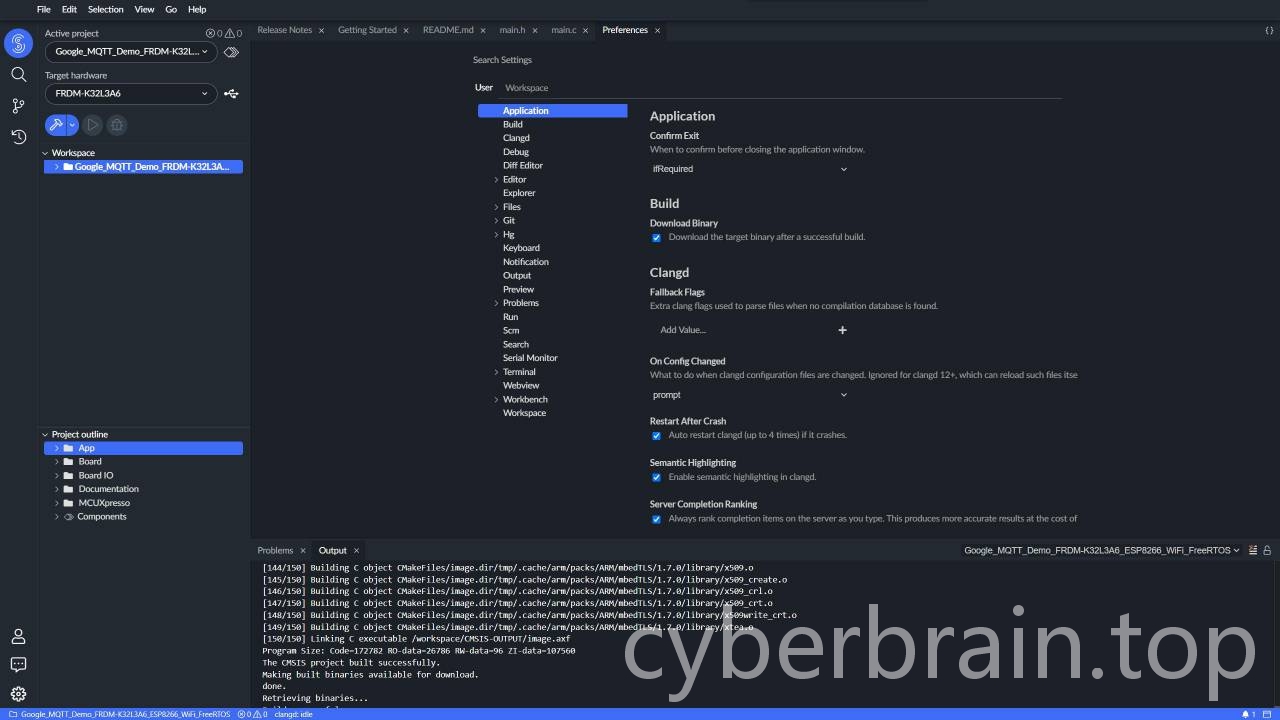 File Edit Selection View Go Help
Active project
0 0
Google_MQTT_Demo_FRDM-K32L...
Target hardware
FRDM-K32L3A6
Workspace
Google_MQTT_Demo_FRDM-K32L3A...
Project outline
App
Board
Board IO
Documentation
MCUXpresso
Components
Release Notes
Getting Started
README.md
main.h
main.c
Preferences
Search Settings
User
Workspace
Application
Build
Clangd
Debug
Diff Editor
Editor
Explorer
Files
Git
Hg
Keyboard
Notification
Output
Preview
Problems
Run
Scm
Search
Serial Monitor
Terminal
Webview
Workbench
Workspace
Application
Confirm Exit
When to confirm before closing the application window.
ifRequired
Build
Download Binary
Download the target binary after a successful build.
Clangd
Fallback Flags
Extra clang flags used to parse files when no compilation database is found.
Add Value...
On Config Changed
What to do when clangd configuration files are changed. Ignored for clangd 12+, which can reload such files itse
prompt
Restart After Crash
Auto restart clangd (up to 4 times) if it crashes.
Semantic Highlighting
Enable semantic highlighting in clangd.
Server Completion Ranking
Always rank completion items on the server as you type. This produces more accurate results at the cost of
Problems
Output
Google_MQTT_Demo_FRDM-K32L3A6_ESP8266_WiFi_FreeRTOS
[144/150] Building C object CMakeFiles/image.dir/tmp/.cache/arm/packs/ARM/mbedTLS/1.7.0/library/x509.o
[145/150] Building C object CMakeFiles/image.dir/tmp/.cache/arm/packs/ARM/mbedTLS/1.7.0/library/x509_create.o
[146/150] Building C object CMakeFiles/image.dir/tmp/.cache/arm/packs/ARM/mbedTLS/1.7.0/library/x509_crl.o
[147/150] Building C object CMakeFiles/image.dir/tmp/.cache/arm/packs/ARM/mbedTLS/1.7.0/library/x509_crt.o
[148/150] Building C object CMakeFiles/image.dir/tmp/.cache/arm/packs/ARM/mbedTLS/1.7.0/library/x509write_crt.o
[149/150] Building C object CMakeFiles/image.dir/tmp/.cache/arm/packs/ARM/mbedTLS/1.7.0/library/xtea.o
[150/150] Linking C executable /workspace/CMSIS-OUTPUT/image.axf
Program Size: Code=172782 RO-data=26786 RW-data=96 ZI-data=107560
The CMSIS project built successfully.
Making built binaries available for download.
done.
Retrieving binaries...
cyberbrain.top
Google_MQTT_Demo_FRDM-K32L3A6_ESP8266_WiFi_FreeRTOS 0 0 clangd: idle
1